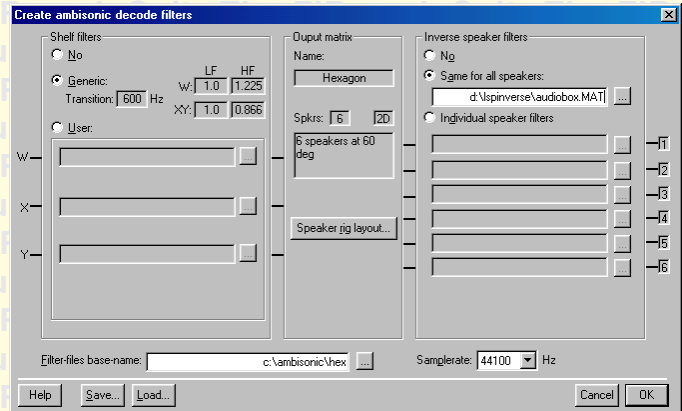 Create ambisonic decode filters
Shelf filters
No
Generic:
Transition: 600 Hz
LF HF
W: 1.0 1.225
XY: 1.0 0.866
User:
W
...
X
...
Y
...
Ouput matrix
Name:
Hexagon
Spkrs: 6 2D
6 speakers at 60
deg
Speaker rig layout...
Inverse speaker filters
No
Same for all speakers:
d:\lspinverse\audiobox.MAT ...
Individual speaker filters
... 1
... 2
... 3
... 4
... 5
... 6
Filter-files base-name: c:\ambisonic\hex ...
Samplerate: 44100 Hz
Help Save... Load... Cancel OK